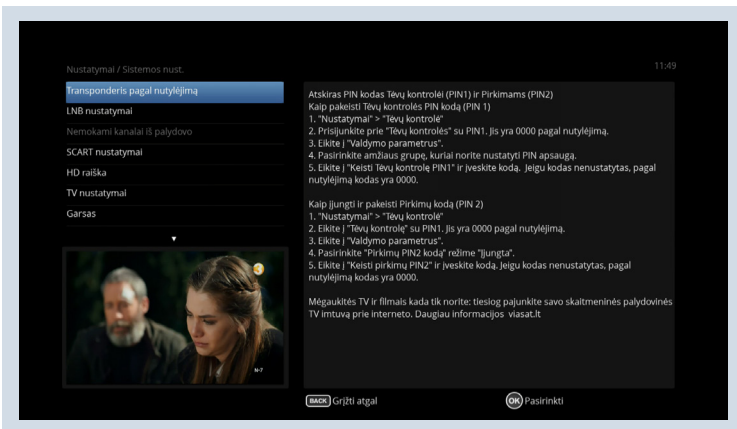 Nustatymai / Sistemos nust.
11:49
Transponderis pagal nutylėjimą
LNB nustatymai
Nemokami kanalai iš palydovo
SCART nustatymai
HD raiška
TV nustatymai
Garsas
N-7
Atskiras PIN kodas Tėvų kontrolėi (PIN1) ir Pirkimams (PIN2)
Kaip pakeisti Tėvų kontrolės PIN kodą (PIN 1)
1. "Nustatymai" > "Tėvų kontrolė"
2. Prisijunkite prie "Tėvų kontrolės" su PIN1. Jis yra 0000 pagal nutylėjimą.
3. Eikite į "Valdymo parametrus".
4. Pasirinkite amžiaus grupę, kuriai norite nustatyti PIN apsaugą.
5. Eikite į "Keisti Tėvų kontrolę PIN1" ir įveskite kodą. Jeigu kodas nenustatytas, pagal
nutylėjimą kodas yra 0000.
Kaip įjungti ir pakeisti Pirkimų kodą (PIN 2)
1. "Nustatymai" > "Tėvų kontrolė"
2. Eikite į "Tėvų kontrolę" su PIN1. Jis yra 0000 pagal nutylėjimą.
3. Eikite į "Valdymo parametrus".
4. Pasirinkite "Pirkimų PIN2 kodą" režime "Įjungta".
5. Eikite į "Keisti pirkimų PIN2" ir įveskite kodą. Jeigu kodas nenustatytas, pagal
nutylėjimą kodas yra 0000.
Mėgaukitės TV ir filmais kada tik norite: tiesiog pajunkite savo skaitmeninės palydovinės
TV imtuvą prie interneto. Daugiau informacijos viasat.lt
BACK Grįžti atgal
OK Pasirinkti